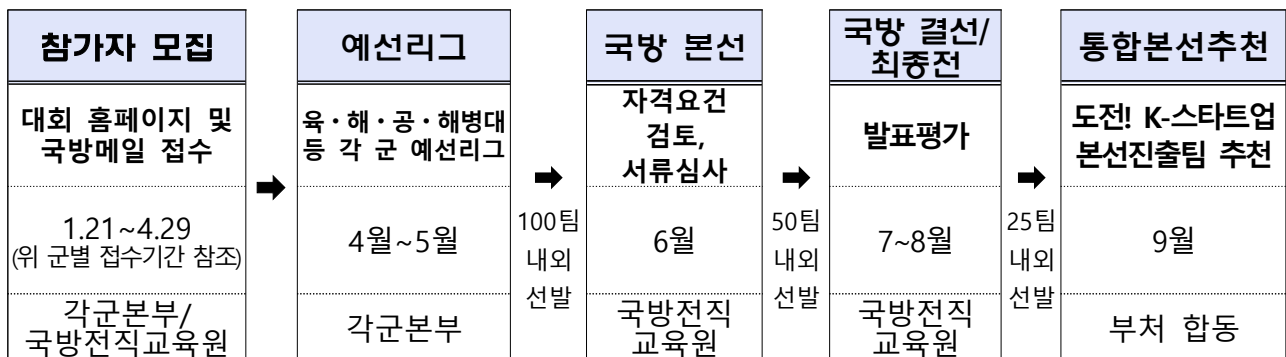 참가자 모집
대회 홈페이지 및
국방메일 접수
1.21~4.29
(위 군별 접수기간 참조)
각군본부/
국방전직교육원
예선리그
육·해·공·해병대
등 각 군 예선리그
4월~5월
각군본부
100팀
내외
선발
국방 본선
자격요건
검토,
서류심사
6월
국방전직
교육원
50팀
내외
선발
국방 결선/
최종전
발표평가
7~8월
국방전직
교육원
25팀
내외
선발
통합본선추천
도전! K-스타트업
본선진출팀 추천
9월
부처 합동